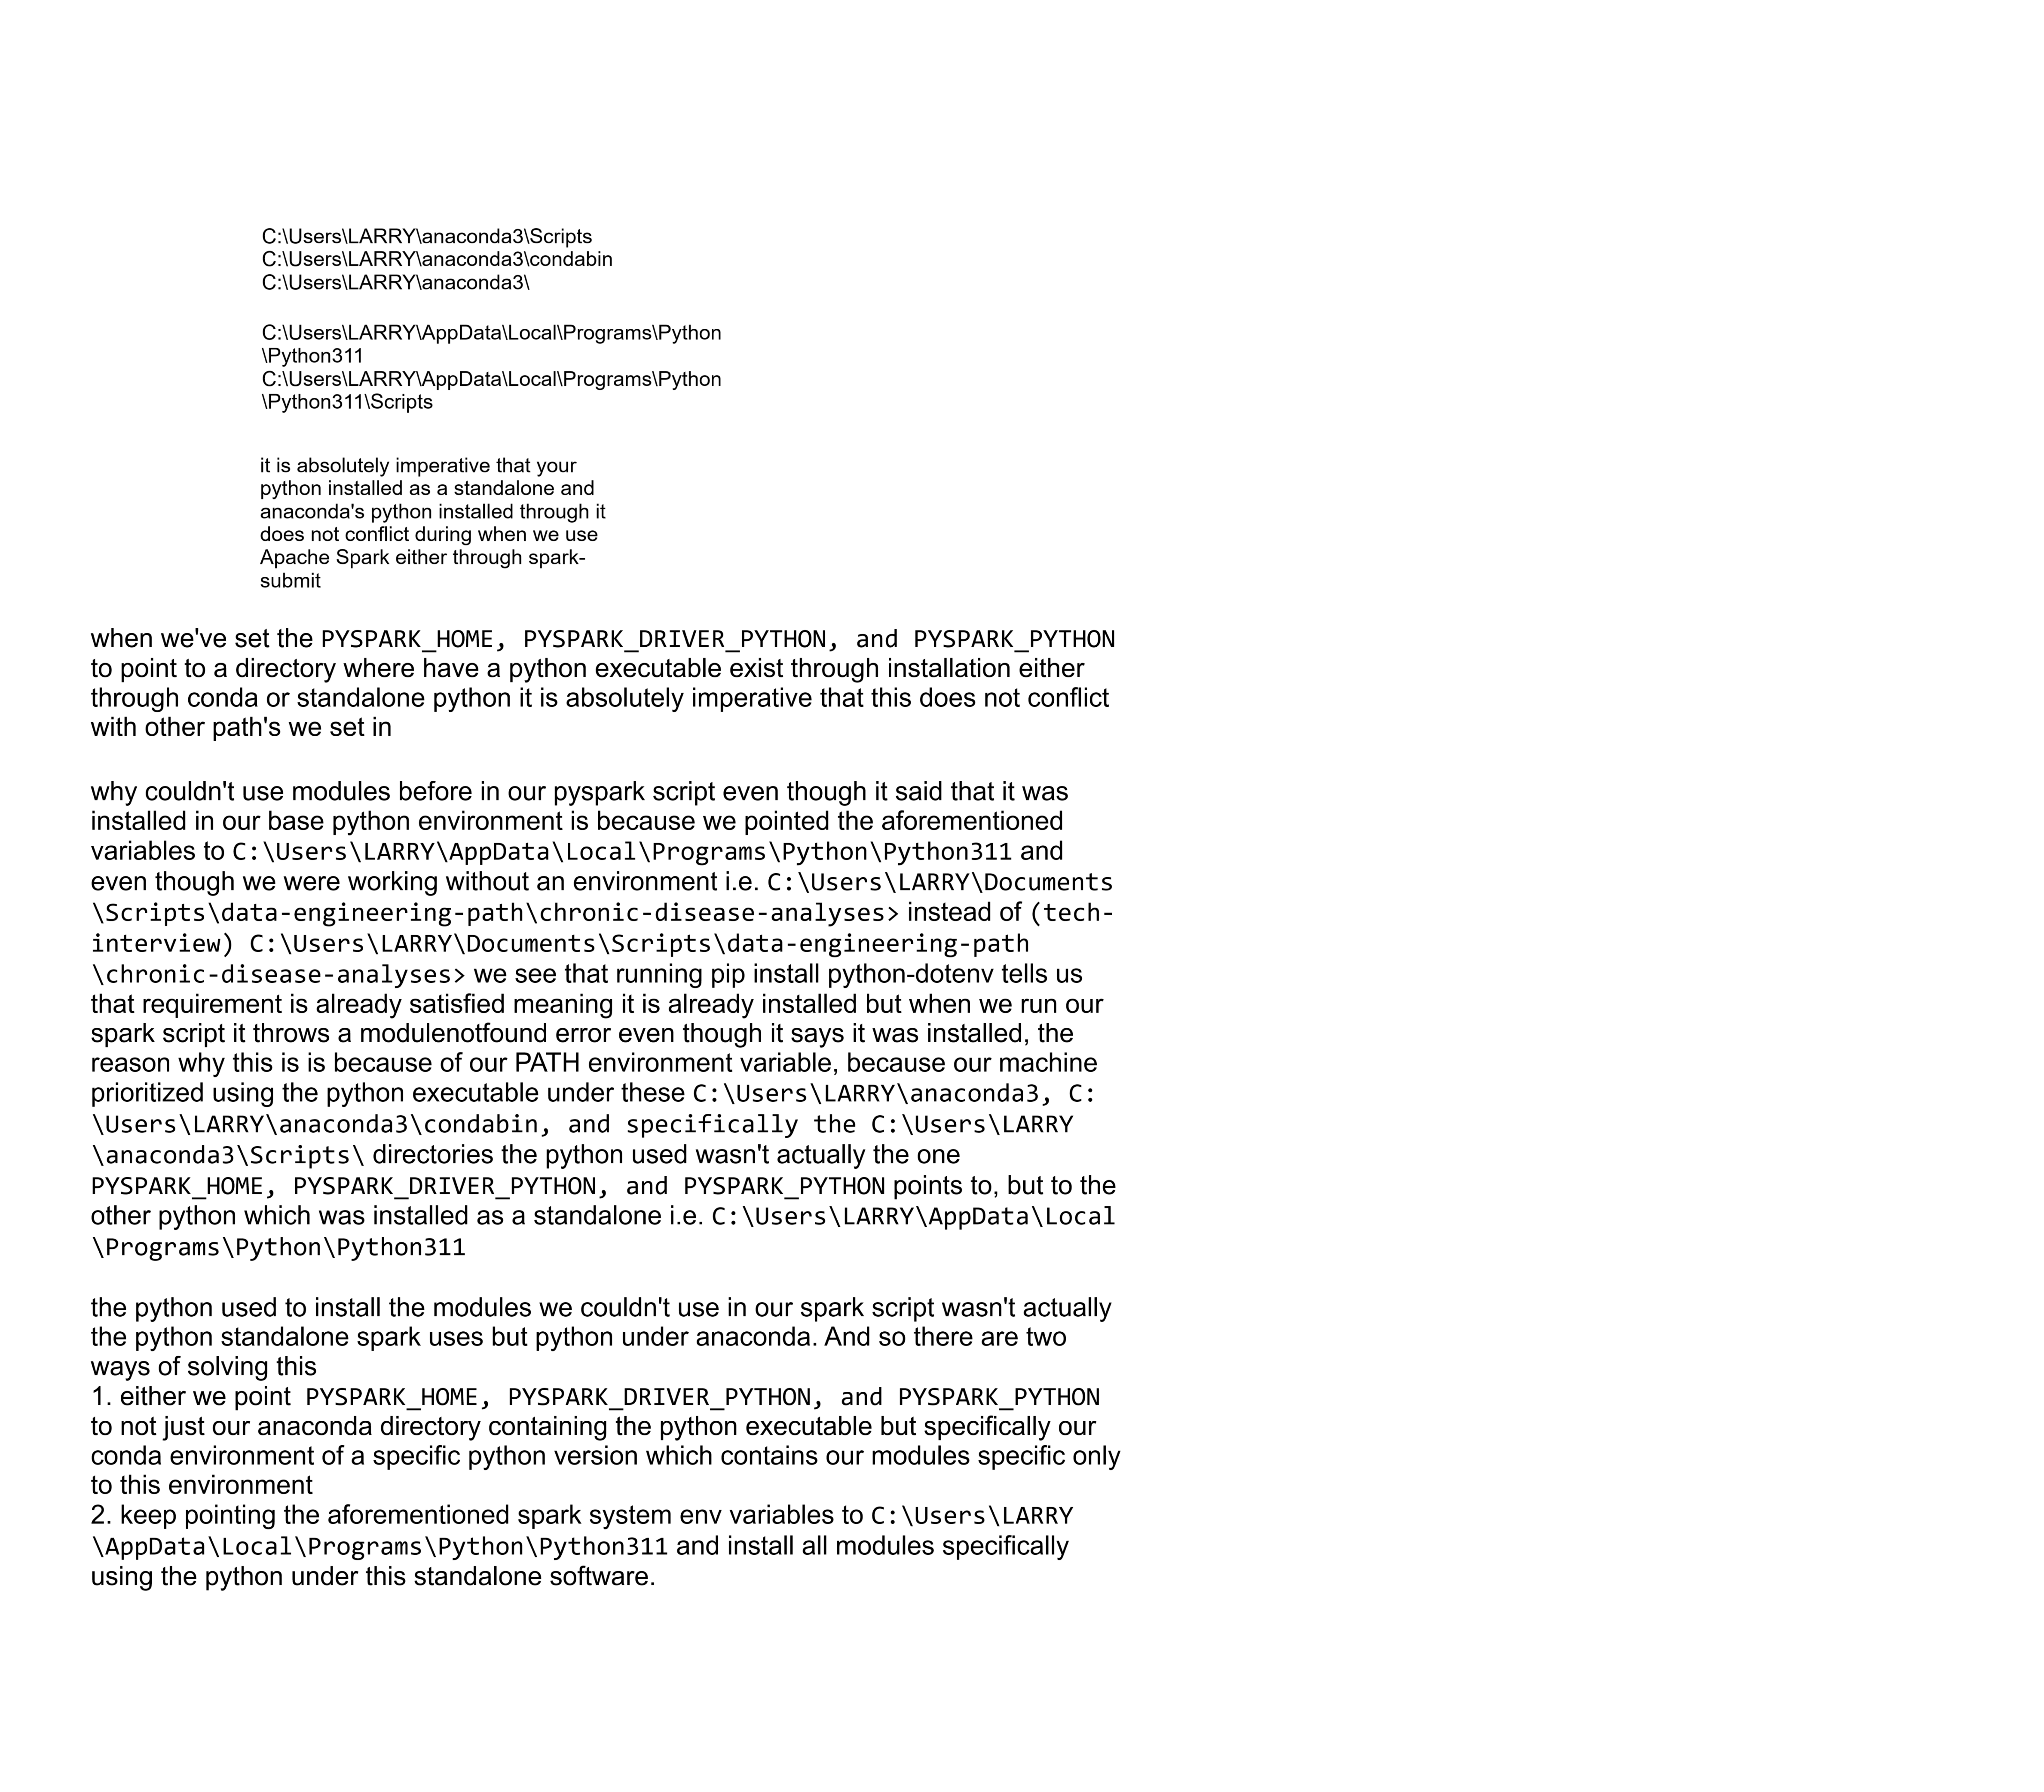 C:\Users\LARRY\anaconda3\Scripts
C:\Users\LARRY\anaconda3\condabin
C:\Users\LARRY\anaconda3\
C:\Users\LARRY\AppData\Local\Programs\Python
\Python311
C:\Users\LARRY\AppData\Local\Programs\Python
\Python311\Scripts
it is absolutely imperative that your
python installed as a standalone and
anaconda's python installed through it
does not conflict during when we use
Apache Spark either through spark-
submit
when we've set the PYSPARK_HOME, PYSPARK_DRIVER_PYTHON, and PYSPARK_PYTHON
to point to a directory where have a python executable exist through installation either
through conda or standalone python it is absolutely imperative that this does not conflict
with other path's we set in
why couldn't use modules before in our pyspark script even though it said that it was
installed in our base python environment is because we pointed the aforementioned
variables to C:\Users\LARRY\AppData\Local\Programs\Python\Python311 and
even though we were working without an environment i.e. C:\Users\LARRY\Documents
\Scripts\data-engineering-path\chronic-disease-analyses> instead of (tech-
interview) C:\Users\LARRY\Documents\Scripts\data-engineering-path
\chronic-disease-analyses> we see that running pip install python-dotenv tells us
that requirement is already satisfied meaning it is already installed but when we run our
spark script it throws a modulenotfound error even though it says it was installed, the
reason why this is is because of our PATH environment variable, because our machine
prioritized using the python executable under these C:\Users\LARRY\anaconda3, C:
\Users\LARRY\anaconda3\condabin, and specifically the C:\Users\LARRY
\anaconda3\Scripts\ directories the python used wasn't actually the one
PYSPARK_HOME, PYSPARK_DRIVER_PYTHON, and PYSPARK_PYTHON points to, but to the
other python which was installed as a standalone i.e. C:\Users\LARRY\AppData\Local
\Programs\Python\Python311
the python used to install the modules we couldn't use in our spark script wasn't actually
the python standalone spark uses but python under anaconda. And so there are two
ways of solving this
1. either we point PYSPARK_HOME, PYSPARK_DRIVER_PYTHON, and PYSPARK_PYTHON
to not just our anaconda directory containing the python executable but specifically our
conda environment of a specific python version which contains our modules specific only
to this environment
2. keep pointing the aforementioned spark system env variables to C:\Users\LARRY
\AppData\Local\Programs\Python\Python311 and install all modules specifically
using the python under this standalone software.